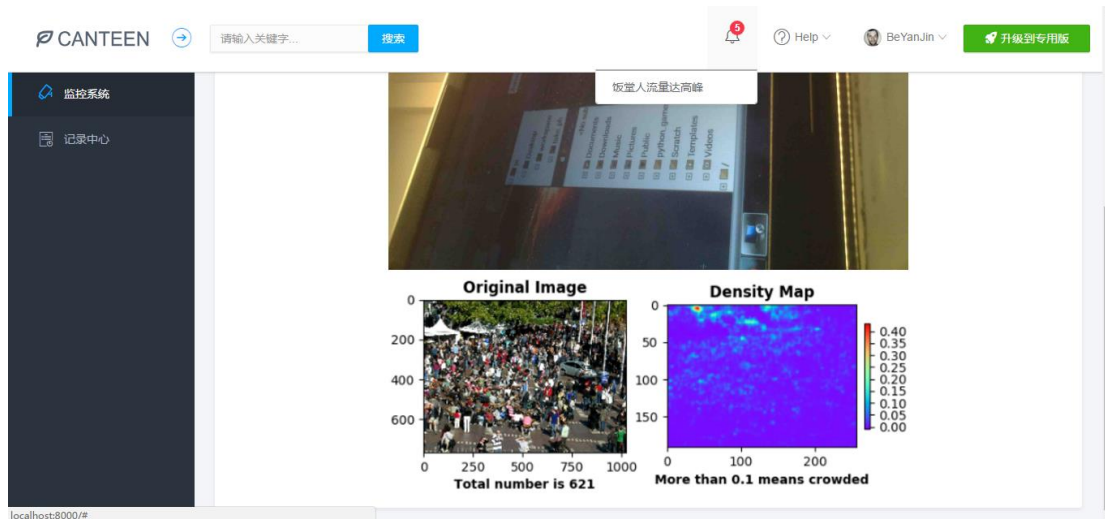 CANTEEN
请输入关键字...
搜索
5
Help
BeYanJin
升级到专用版
监控系统
记录中心
饭堂人流量达高峰
Documents
Downloads
Music
Pictures
Public
python_games
Scratch
Templates
Videos
/
Original Image
0
200
400
600
0 250 500 750 1000
Total number is 621
Density Map
0
50
100
150
0 100 200
More than 0.1 means crowded
0.40
0.35
0.30
0.25
0.20
0.15
0.10
0.05
0.00
localhost:8000/#